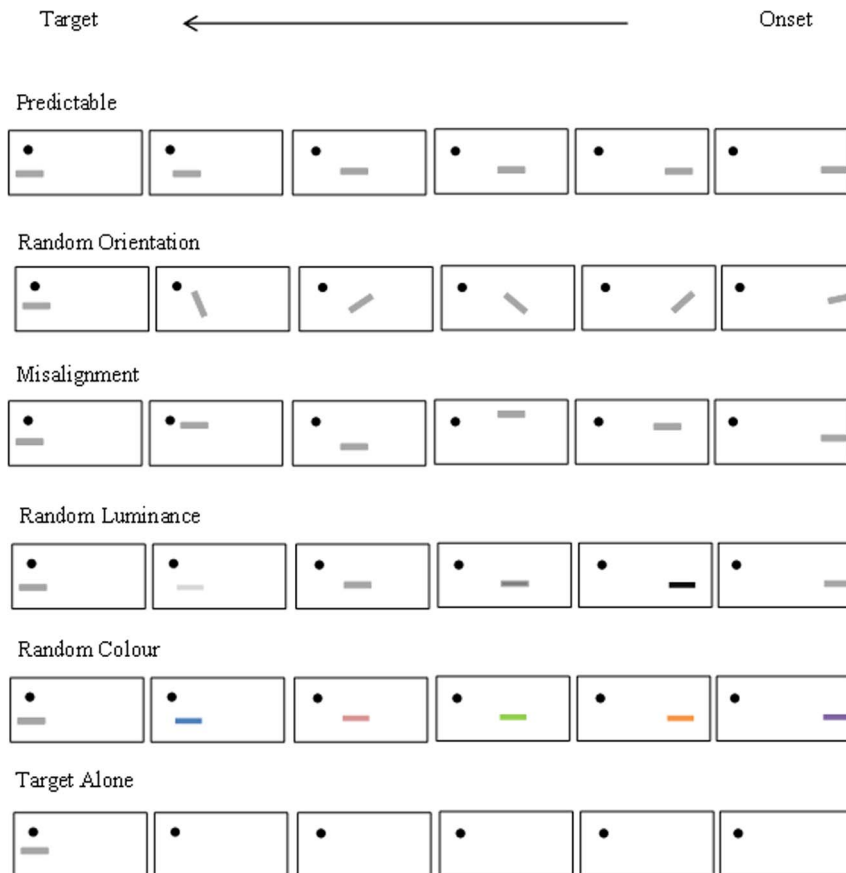 Target Onset
Predictable
Random Orientation
Misalignment
Random Luminance
Random Colour
Target Alone